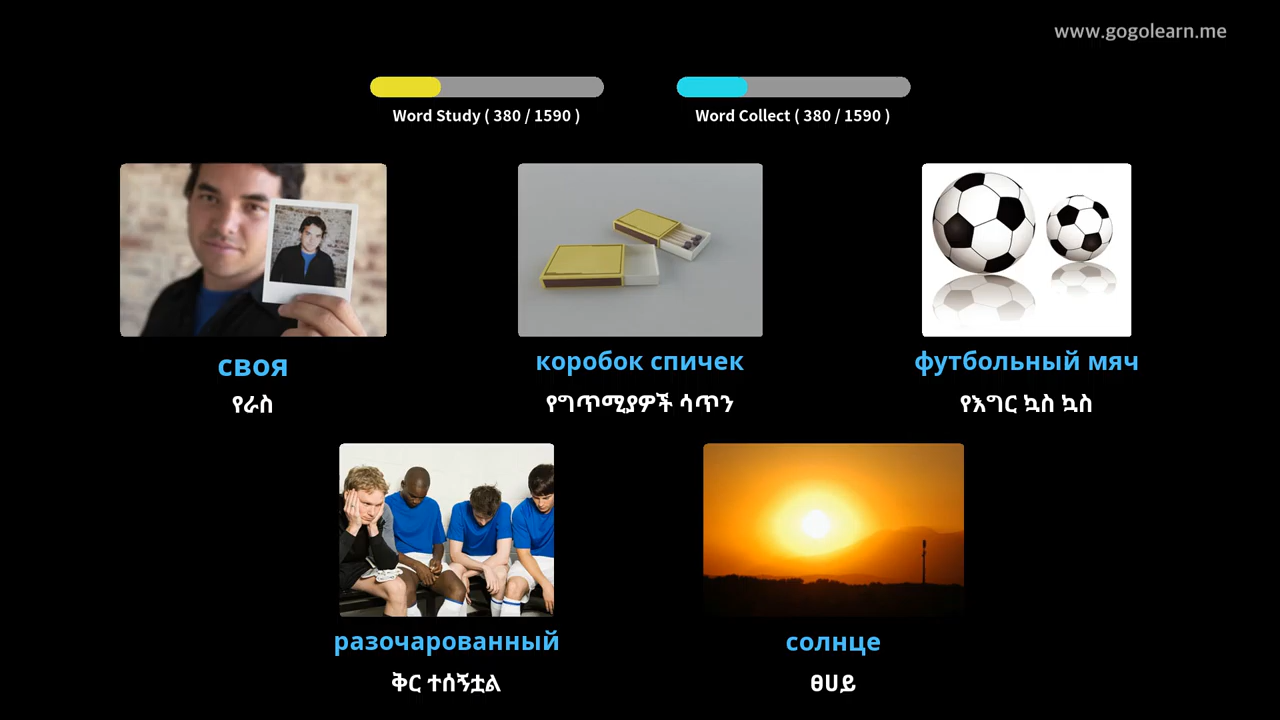 www.gogolearn.me
Word Study ( 380 / 1590 )
Word Collect ( 380 / 1590 )
своя
коробок спичек
футбольный мяч
የራስ
የግጥሚያዎች ሳጥን
የእግር ኳስ ኳስ
разочарованный
солнце
ቅር ተሰኝቷል
ፀሀይ